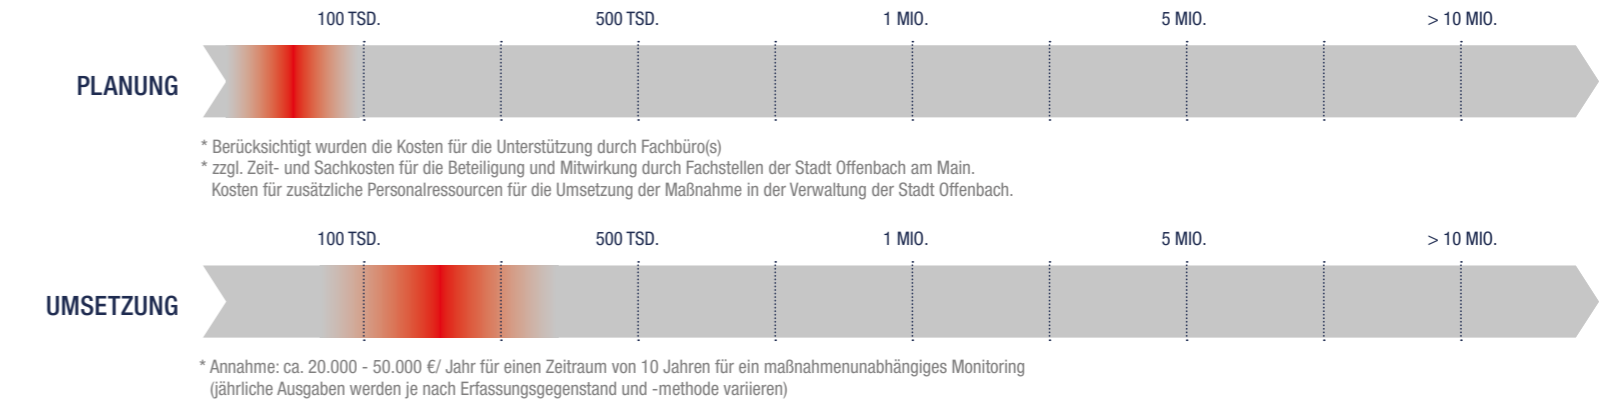 100 TSD. 500 TSD. 1 MIO. 5 MIO. > 10 MIO.
PLANUNG
* Berücksichtigt wurden die Kosten für die Unterstützung durch Fachbüro(s)
* zzgl. Zeit- und Sachkosten für die Beteiligung und Mitwirkung durch Fachstellen der Stadt Offenbach am Main.
Kosten für zusätzliche Personalressourcen für die Umsetzung der Maßnahme in der Verwaltung der Stadt Offenbach.
100 TSD. 500 TSD. 1 MIO. 5 MIO. > 10 MIO.
UMSETZUNG
* Annahme: ca. 20.000 - 50.000 €/ Jahr für einen Zeitraum von 10 Jahren für ein maßnahmenunabhängiges Monitoring
(jährliche Ausgaben werden je nach Erfassungsgegenstand und -methode variieren)